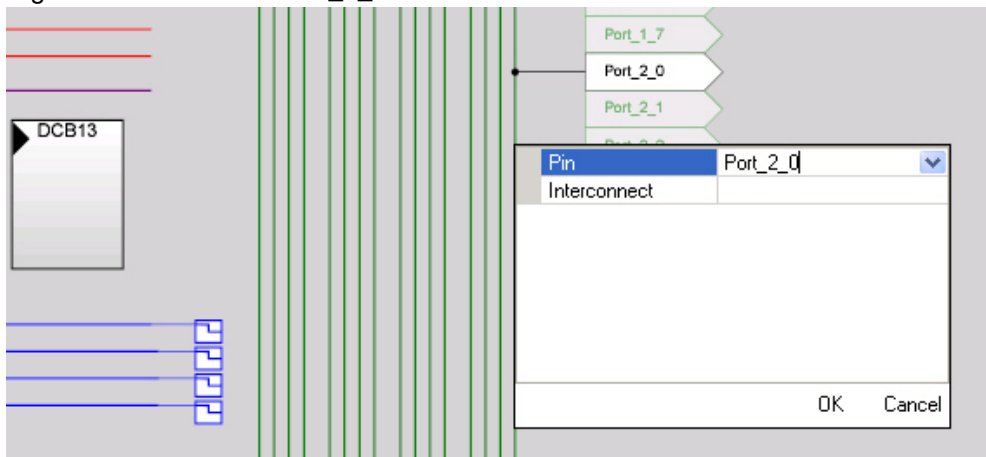 Port_1_7
Port_2_0
Port_2_1
DCB13
Pin Port_2_0
Interconnect
OK Cancel